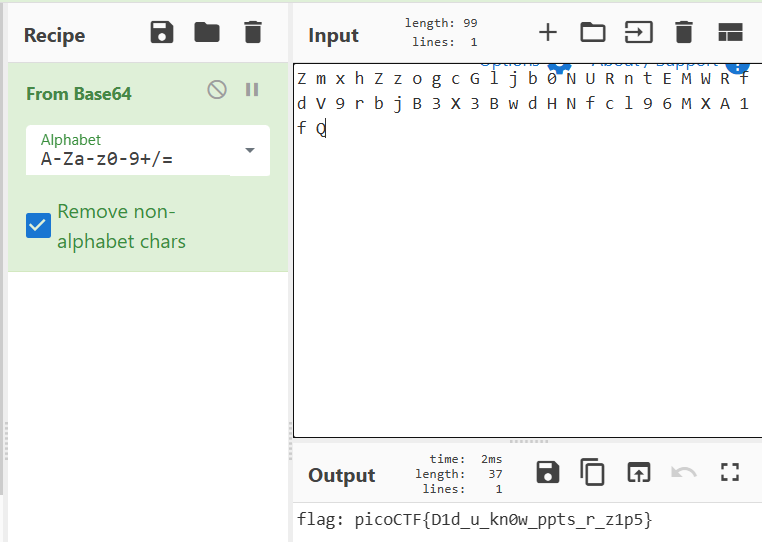 Recipe
From Base64
Alphabet
A-Za-z0-9+/=
Remove non-
alphabet chars
Input
length: 99
lines: 1
Options
About / Support
Z m x h Z z o g c G l j b 0 N U R n t E M W R f
d V 9 r b j B 3 X 3 B w d H N f c l 9 6 M X A 1
f Q
Output
time: 2ms
length: 37
lines: 1
flag: picoCTF{D1d_u_kn0w_ppts_r_z1p5}